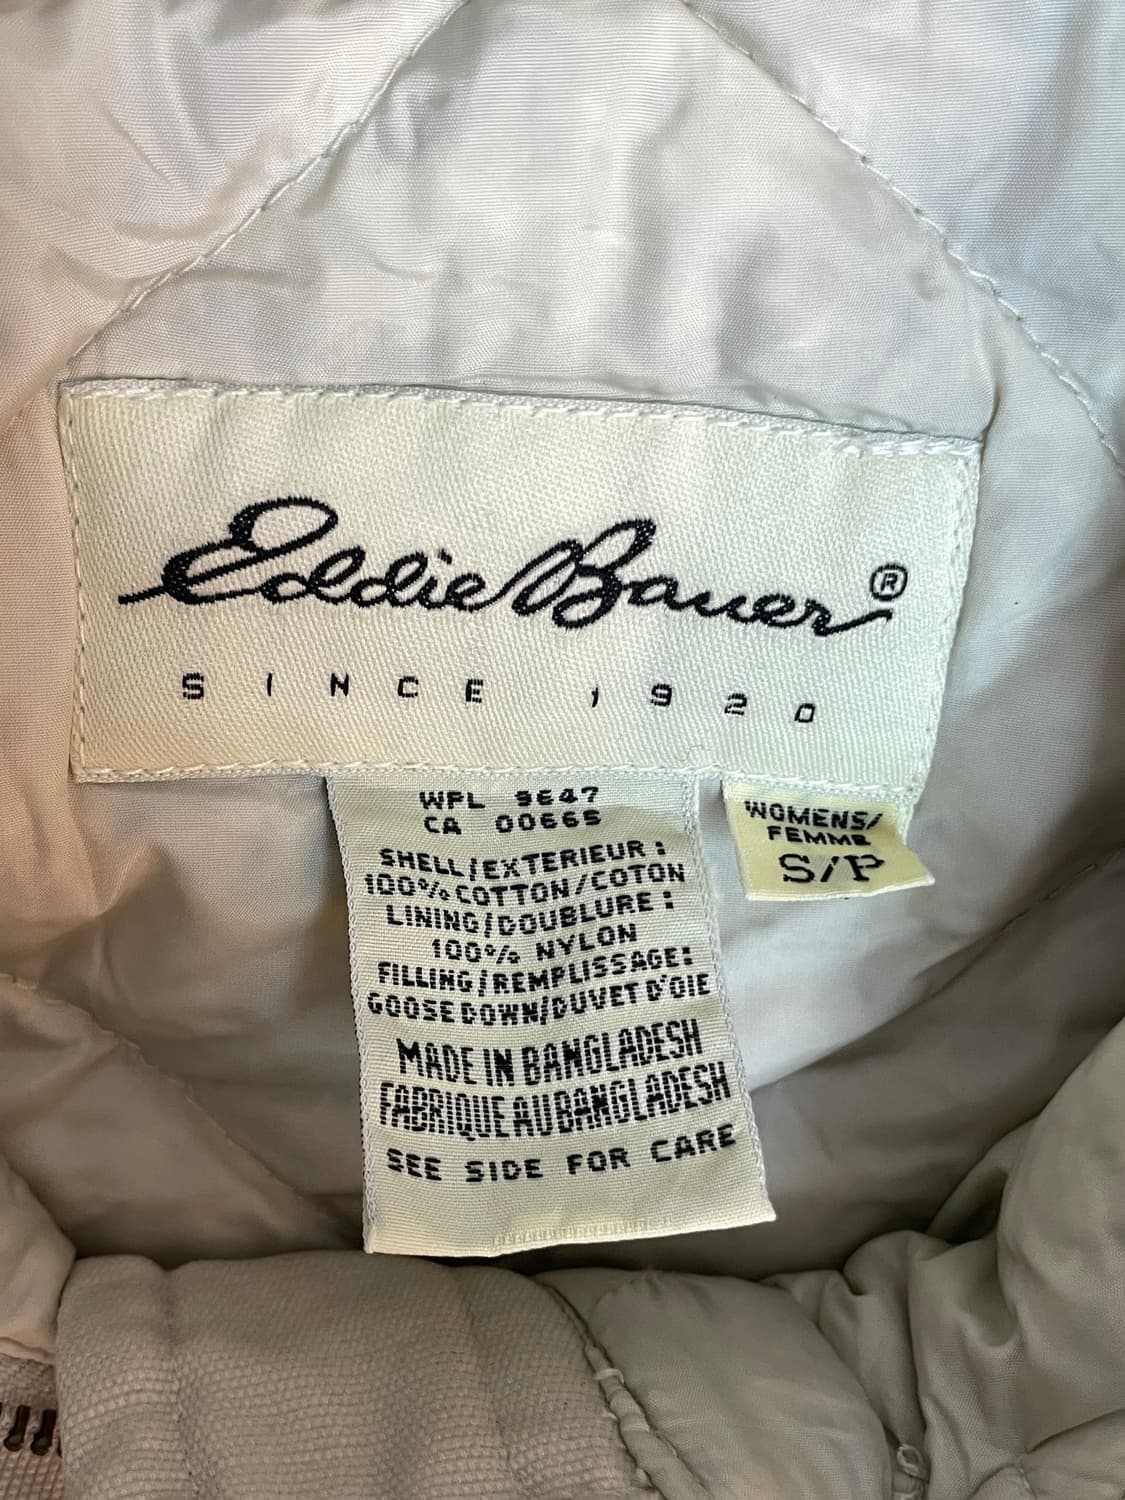 Eddie Bauer®
SINCE 1920
WPL 9647
CA 00665
SHELL/EXTERIEUR:
100% COTTON/COTON
LINING/DOUBLURE:
100% NYLON
FILLING/REMPLISSAGE:
GOOSE DOWN/DUVET D'OIE
MADE IN BANGLADESH
FABRIQUE AU BANGLADESH
SEE SIDE FOR CARE
WOMENS/
FEMME
S/P